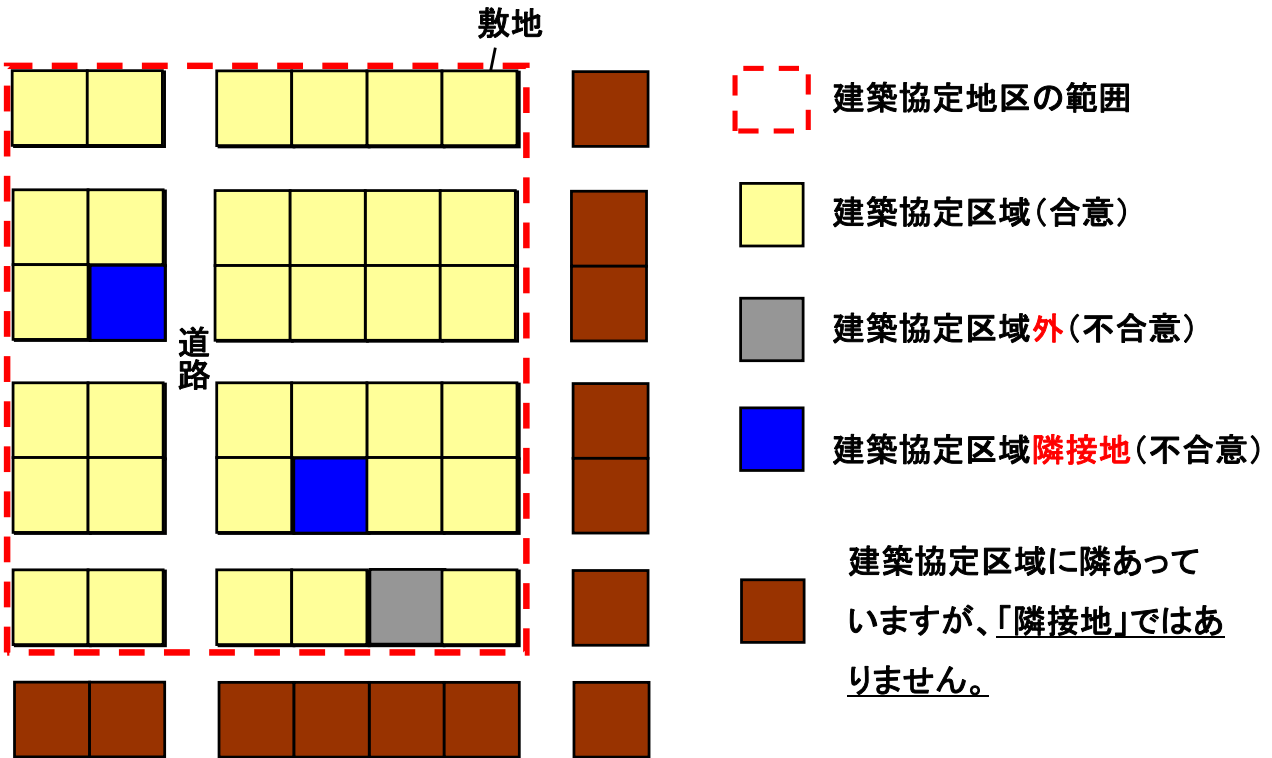 敷地
道路
建築協定地区の範囲
建築協定区域（合意）
建築協定区域外（不合意）
建築協定区域隣接地（不合意）
建築協定区域に隣あって
いますが、「隣接地」ではあ
りません。